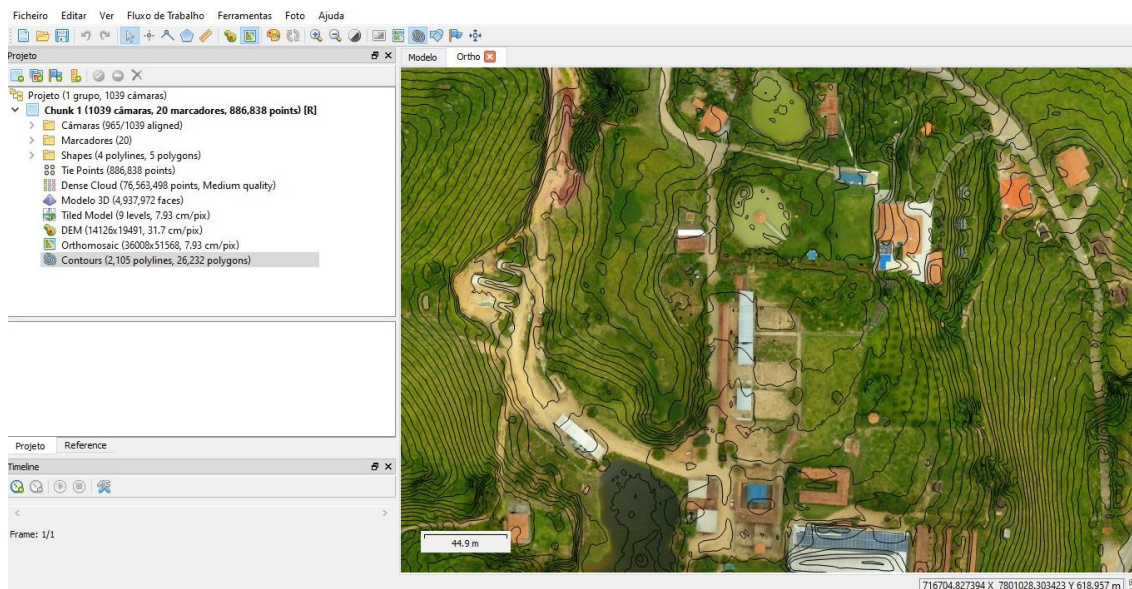 Ficheiro Editar Ver Fluxo de Trabalho Ferramentas Foto Ajuda
Projeto
Modelo Ortho
Projeto (1 grupo, 1039 câmaras)
Chunk 1 (1039 câmaras, 20 marcadores, 886,838 points) [R]
Câmaras (965/1039 aligned)
Marcadores (20)
Shapes (4 polylines, 5 polygons)
Tie Points (886,838 points)
Dense Cloud (76,563,498 points, Medium quality)
Modelo 3D (4,937,972 faces)
Tiled Model (9 levels, 7.93 cm/pix)
DEM (14126x19491, 31.7 cm/pix)
Orthomosaic (36008x51568, 7.93 cm/pix)
Contours (2,105 polylines, 26,232 polygons)
Projeto Reference
Timeline
Frame: 1/1
44.9 m
716704.827394 X 7801028.303423 Y 618.957 m